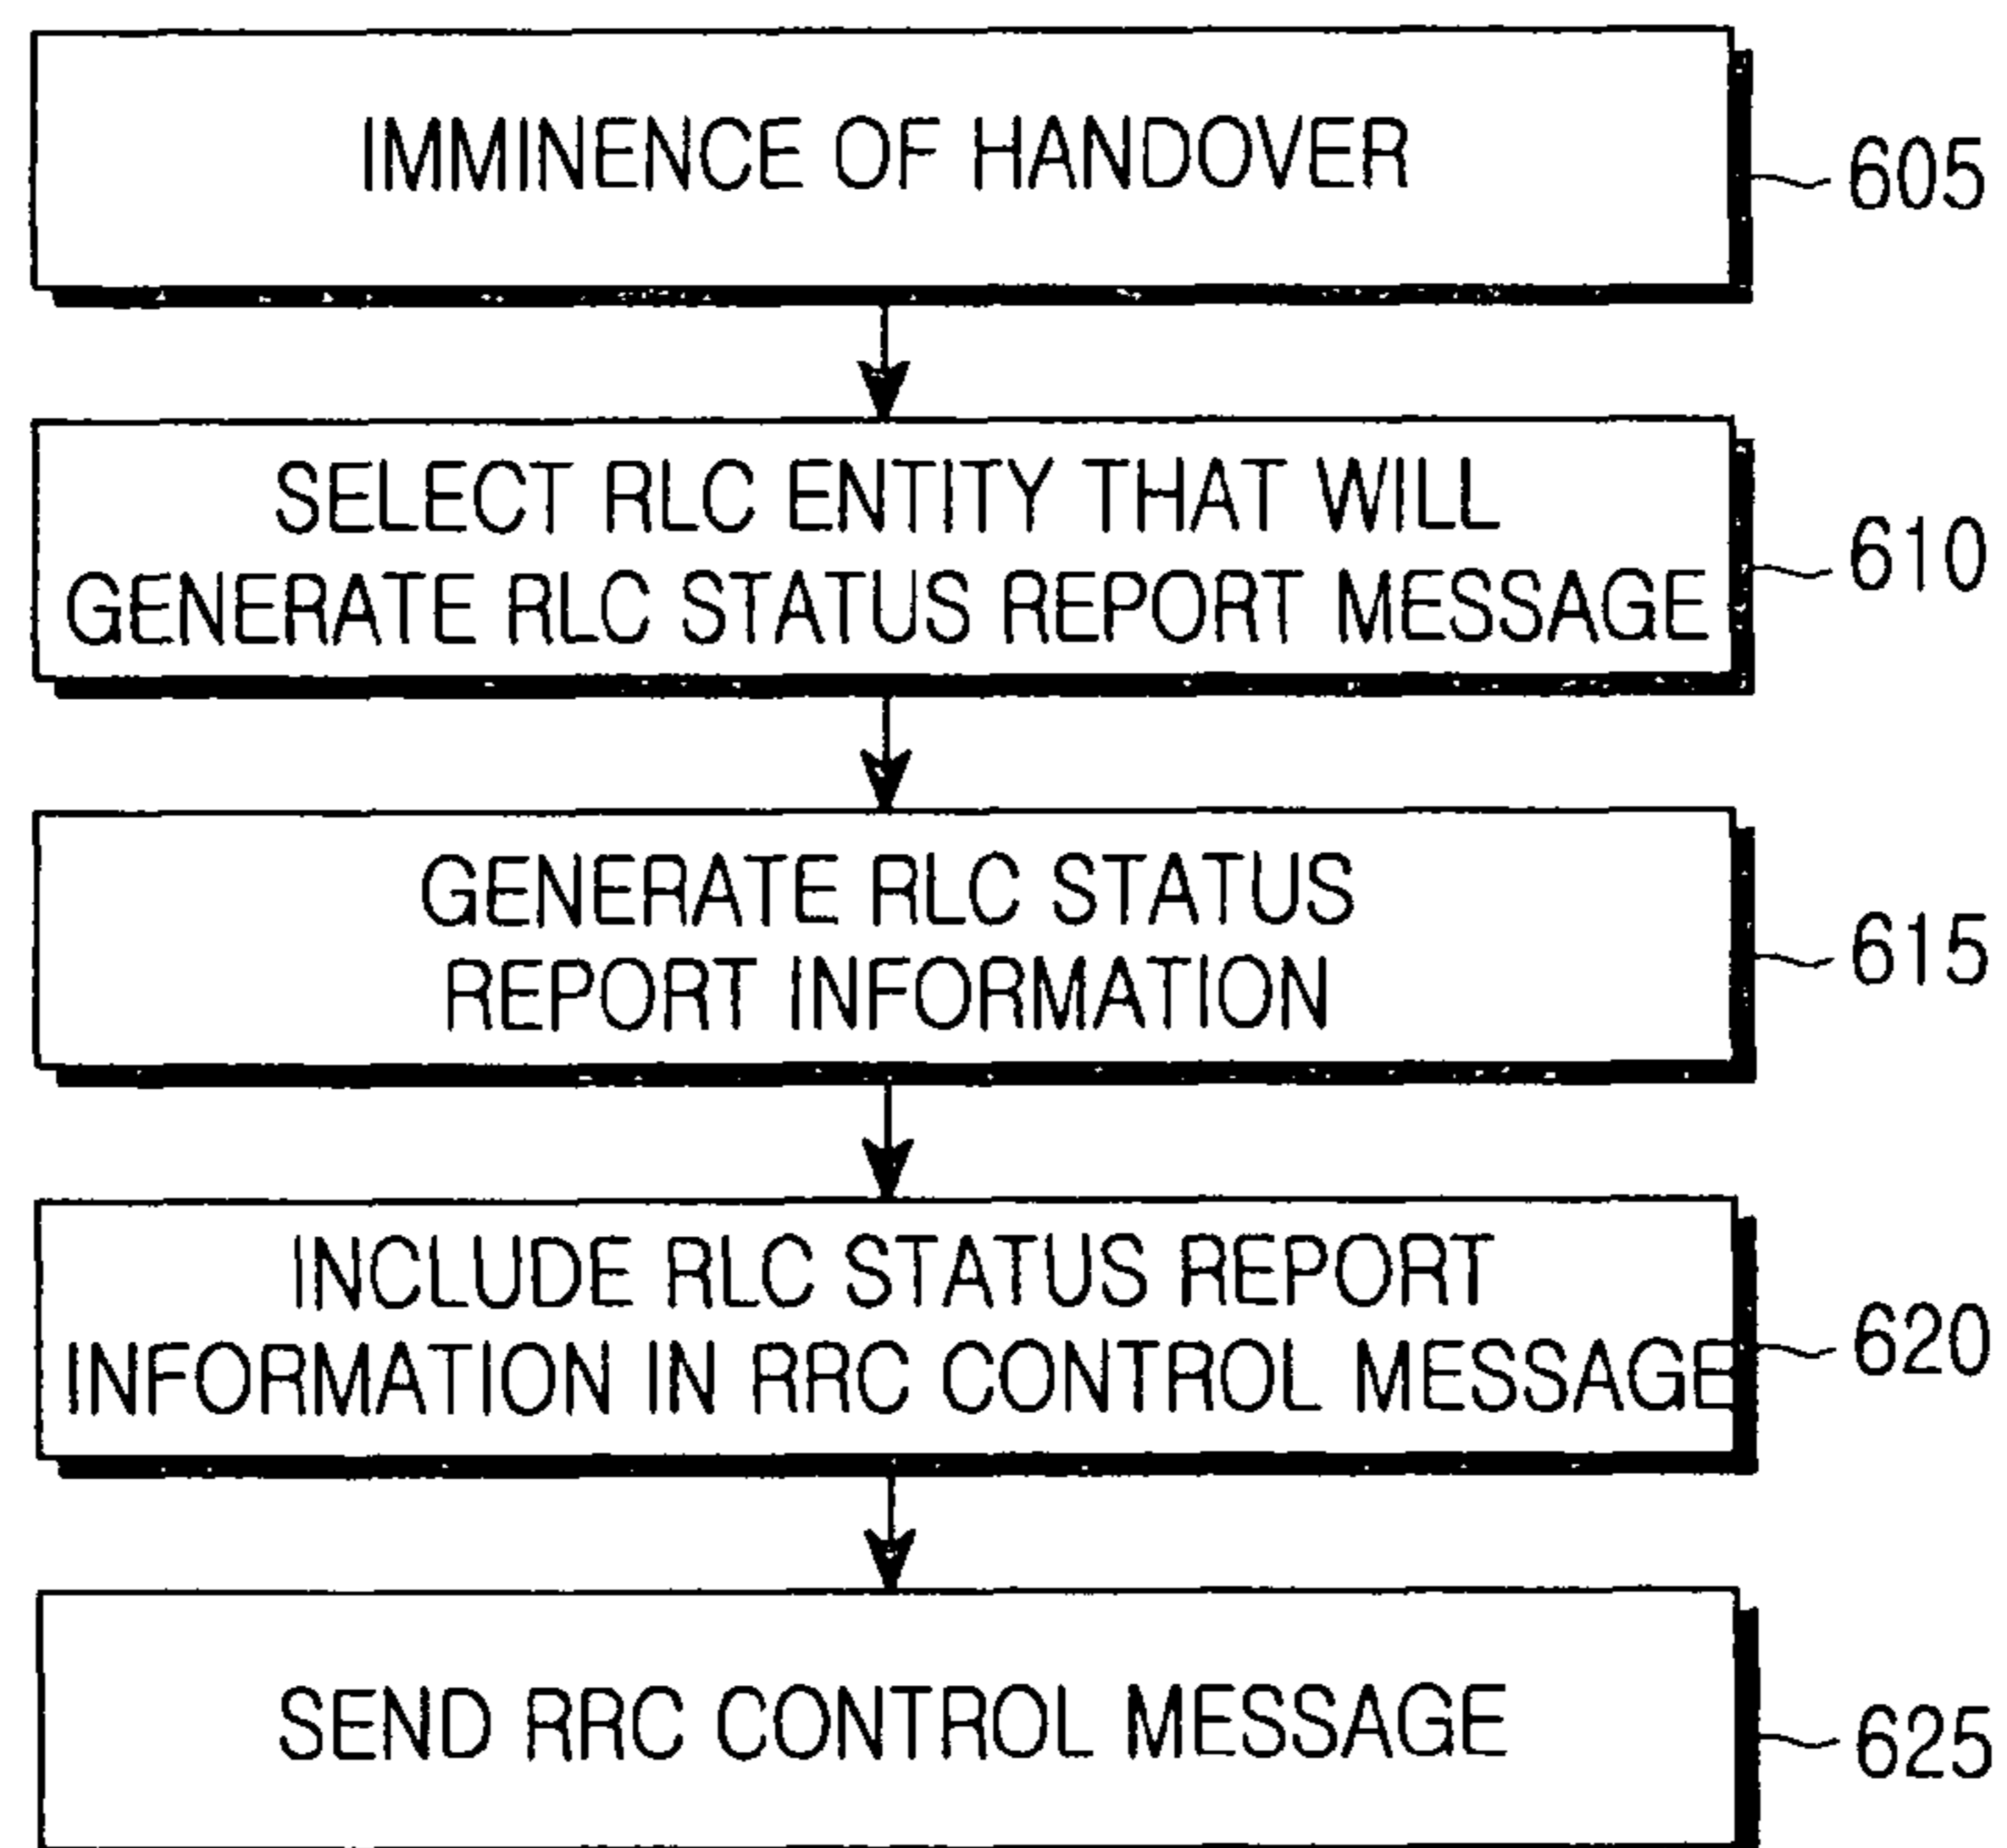 IMMINENCE OF HANDOVER
605
SELECT RLC ENTITY THAT WILL
GENERATE RLC STATUS REPORT MESSAGE
610
GENERATE RLC STATUS
REPORT INFORMATION
615
INCLUDE RLC STATUS REPORT
INFORMATION IN RRC CONTROL MESSAGE
620
SEND RRC CONTROL MESSAGE
625